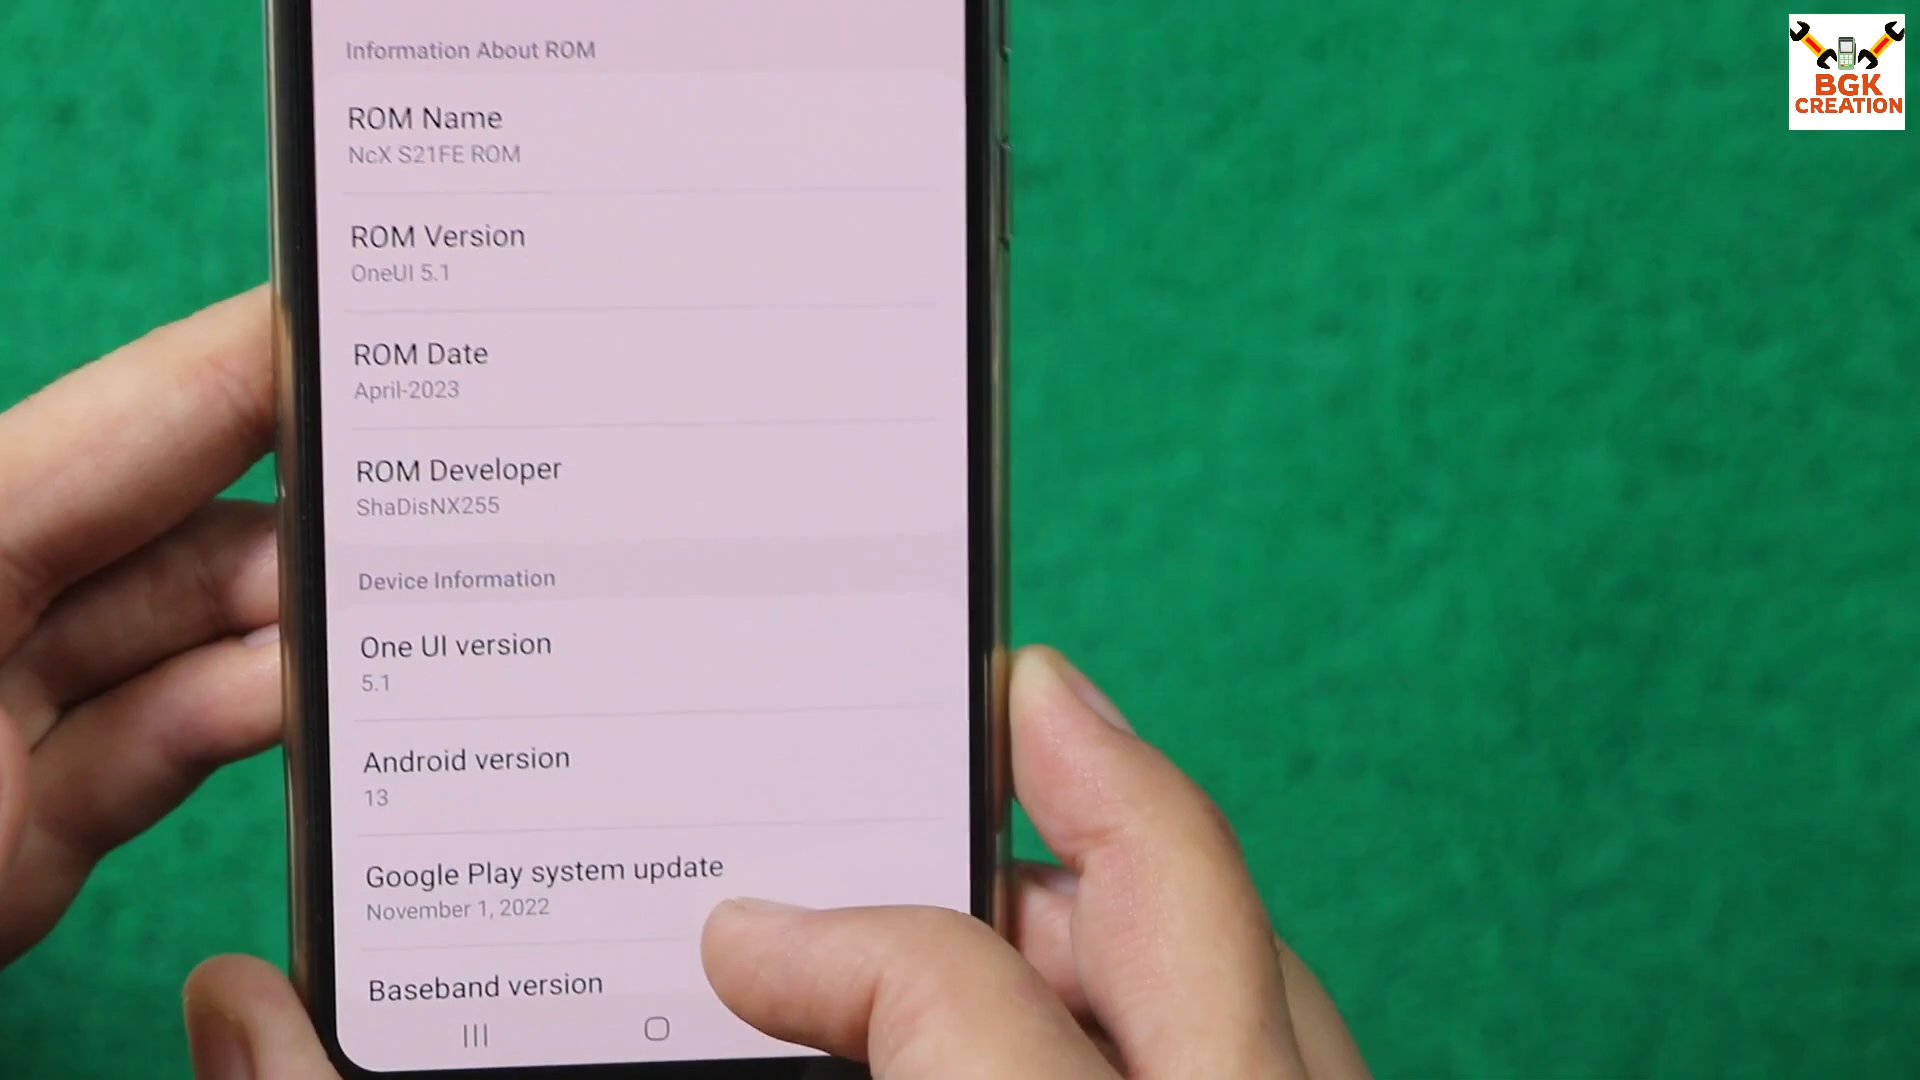 Information About ROM
ROM Name
NcX S21FE ROM
ROM Version
OneUI 5.1
ROM Date
April-2023
ROM Developer
ShaDisNX255
Device Information
One UI version
5.1
Android version
13
Google Play system update
November 1, 2022
Baseband version
BGK
CREATION